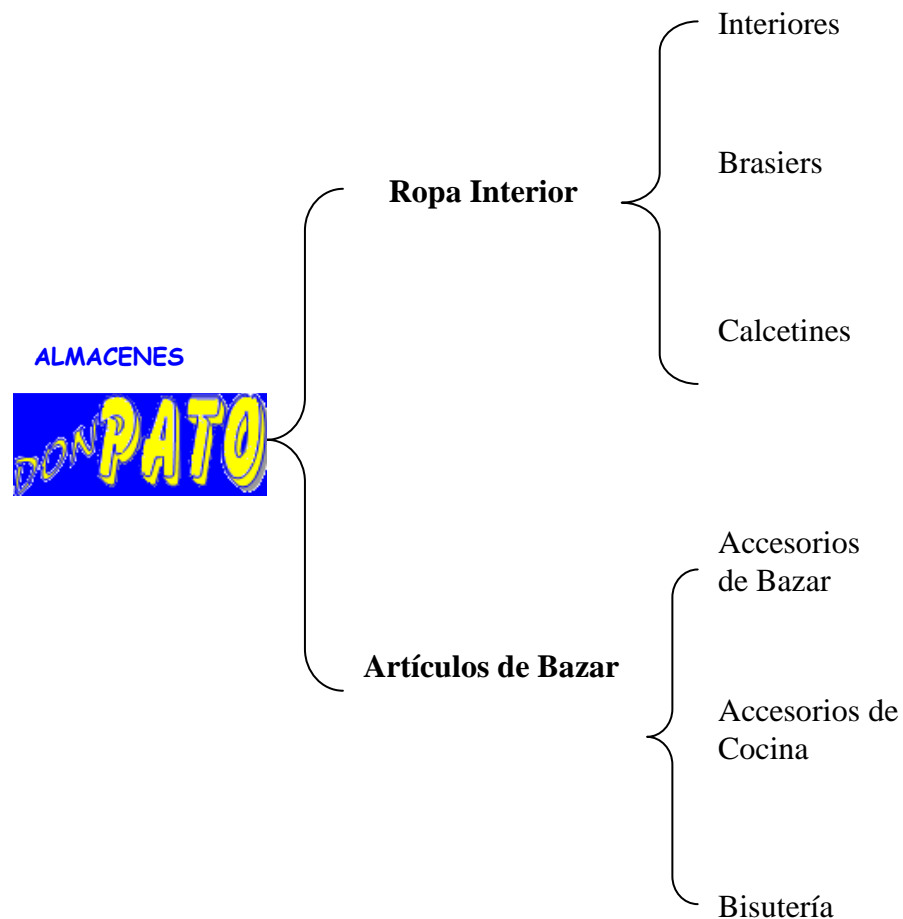 Interiores
Brasiers
Ropa Interior
Calcetines
ALMACENES
DON PATO
Accesorios
de Bazar
Artículos de Bazar
Accesorios de
Cocina
Bisutería